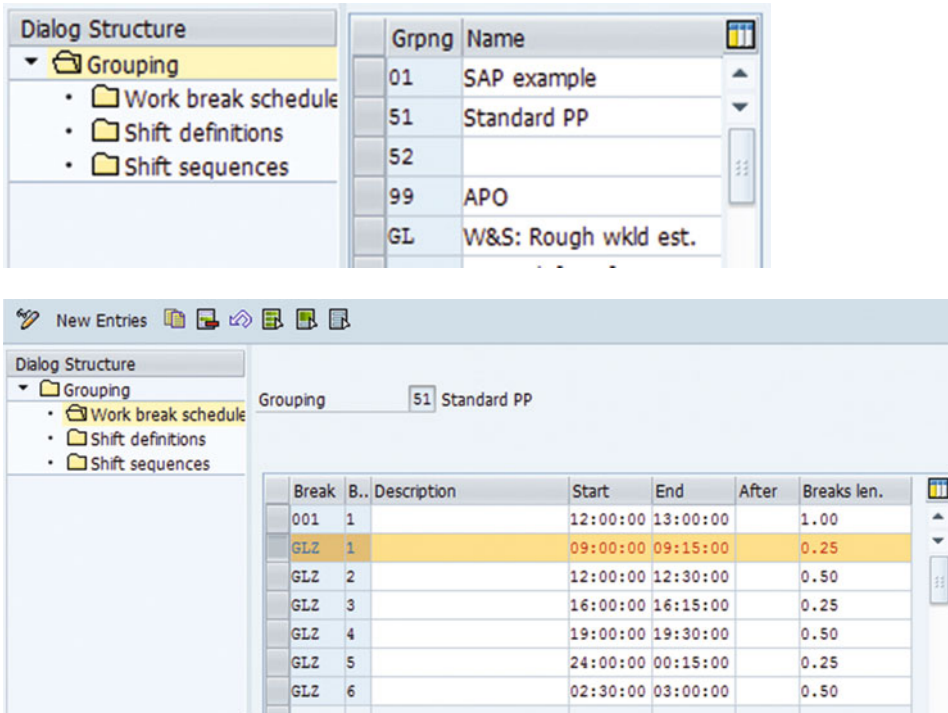 Dialog Structure
Grouping
Work break schedule
Shift definitions
Shift sequences
Grpng Name
01 SAP example
51 Standard PP
52
99 APO
GL W&S: Rough wkld est.
New Entries
Dialog Structure
Grouping
Work break schedule
Shift definitions
Shift sequences
Grouping 51 Standard PP
Break B.. Description Start End After Breaks len.
001 1 12:00:00 13:00:00 1.00
GLZ 1 09:00:00 09:15:00 0.25
GLZ 2 12:00:00 12:30:00 0.50
GLZ 3 16:00:00 16:15:00 0.25
GLZ 4 19:00:00 19:30:00 0.50
GLZ 5 24:00:00 00:15:00 0.25
GLZ 6 02:30:00 03:00:00 0.50